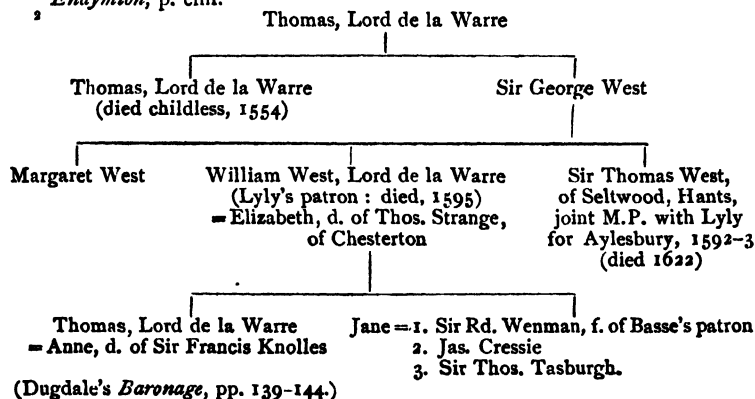 ² Endymion, p. ciii.
Thomas, Lord de la Warre
Thomas, Lord de la Warre
(died childless, 1554)
Sir George West
Margaret West
William West, Lord de la Warre
(Lyly's patron : died, 1595)
=Elizabeth, d. of Thos. Strange,
of Chesterton
Sir Thomas West,
of Seltwood, Hants,
joint M.P. with Lyly
for Aylesbury, 1592-3
(died 1622)
Thomas, Lord de la Warre
=Anne, d. of Sir Francis Knolles
Jane=1. Sir Rd. Wenman, f. of Basse's patron
2. Jas. Cressie
3. Sir Thos. Tasburgh.
(Dugdale's Baronage, pp. 139-144.)